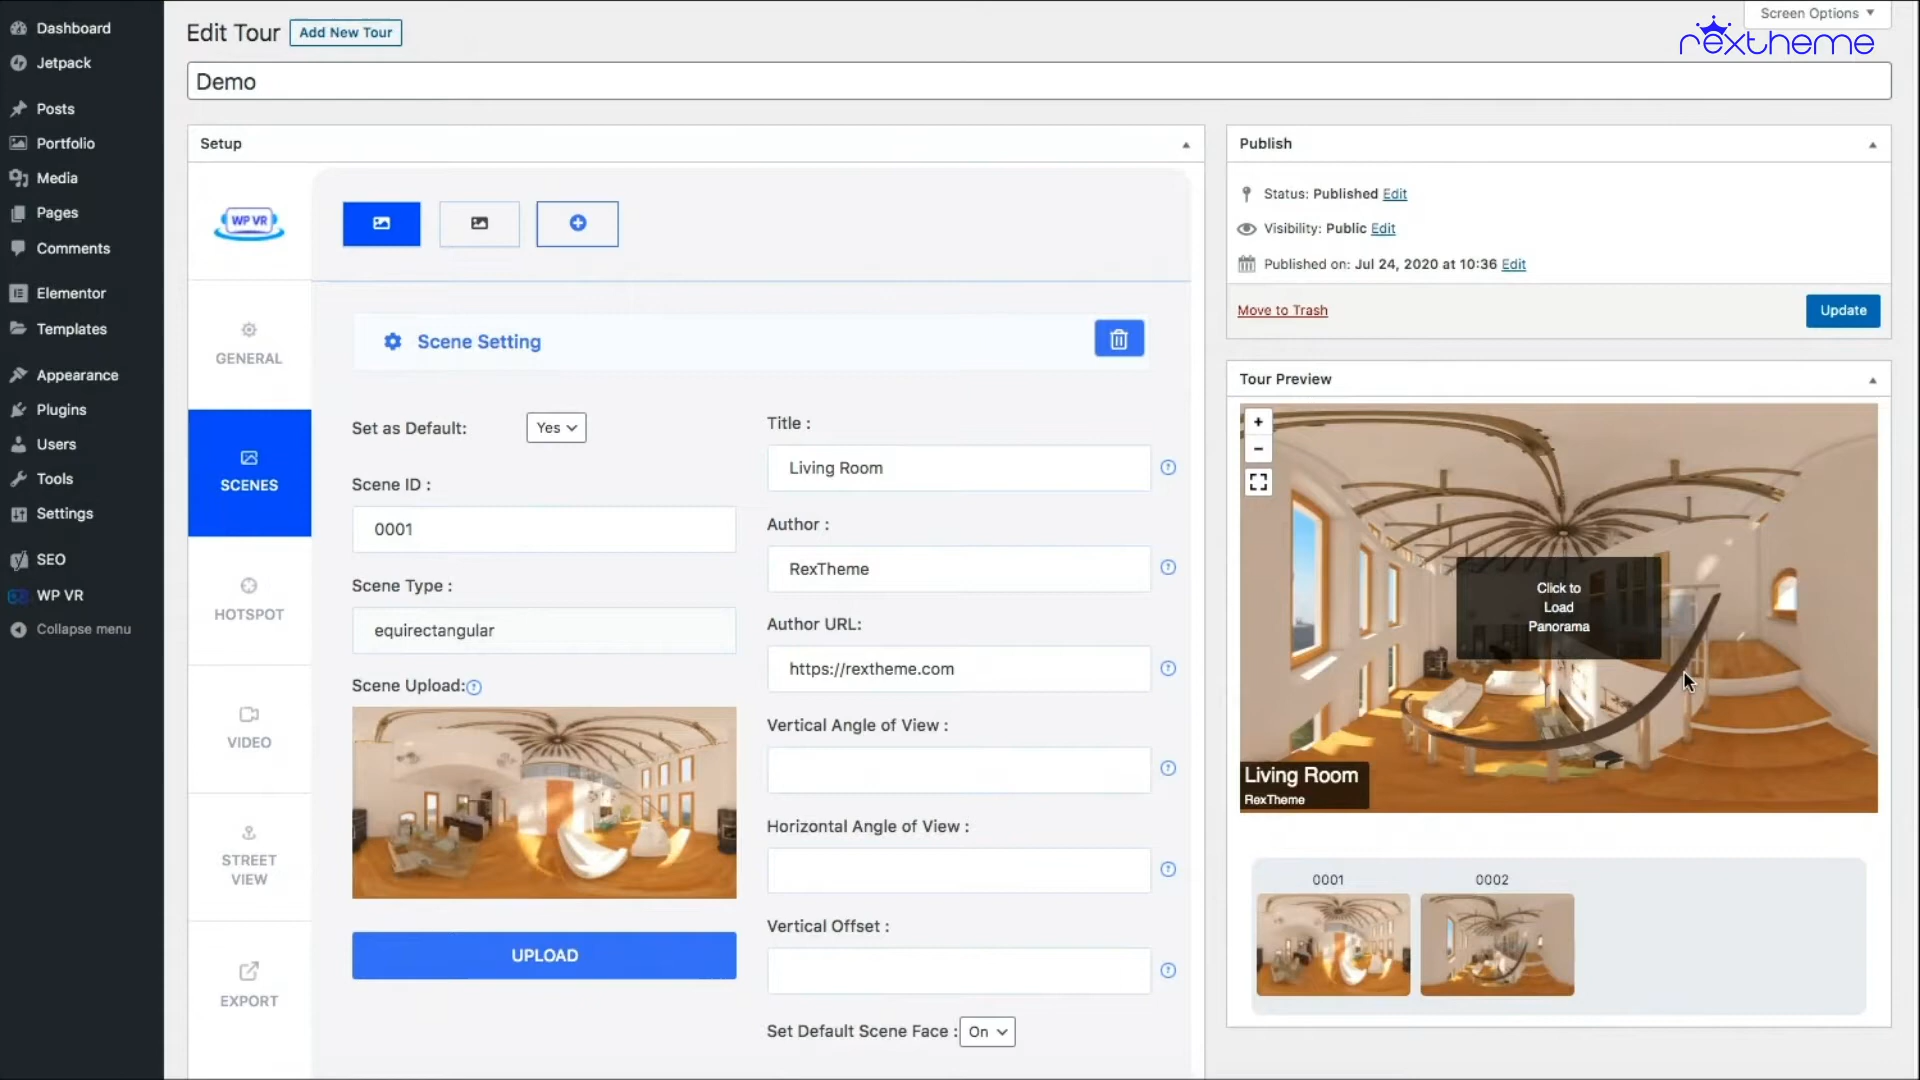 Dashboard
Jetpack
Posts
Portfolio
Media
Pages
Comments
Elementor
Templates
Appearance
Plugins
Users
Tools
Settings
SEO
WP VR
Collapse menu
Edit Tour
Add New Tour
Screen Options
rextheme
Demo
Setup
WP VR
GENERAL
SCENES
HOTSPOT
VIDEO
STREET
VIEW
EXPORT
Scene Setting
Set as Default:
Yes
Scene ID :
0001
Scene Type :
equirectangular
Scene Upload:
UPLOAD
Title :
Living Room
Author :
RexTheme
Author URL:
https://rextheme.com
Vertical Angle of View :
Horizontal Angle of View :
Vertical Offset :
Set Default Scene Face :
On
Publish
Status: Published Edit
Visibility: Public Edit
Published on: Jul 24, 2020 at 10:36 Edit
Move to Trash
Update
Tour Preview
Click to
Load
Panorama
Living Room
RexTheme
0001
0002